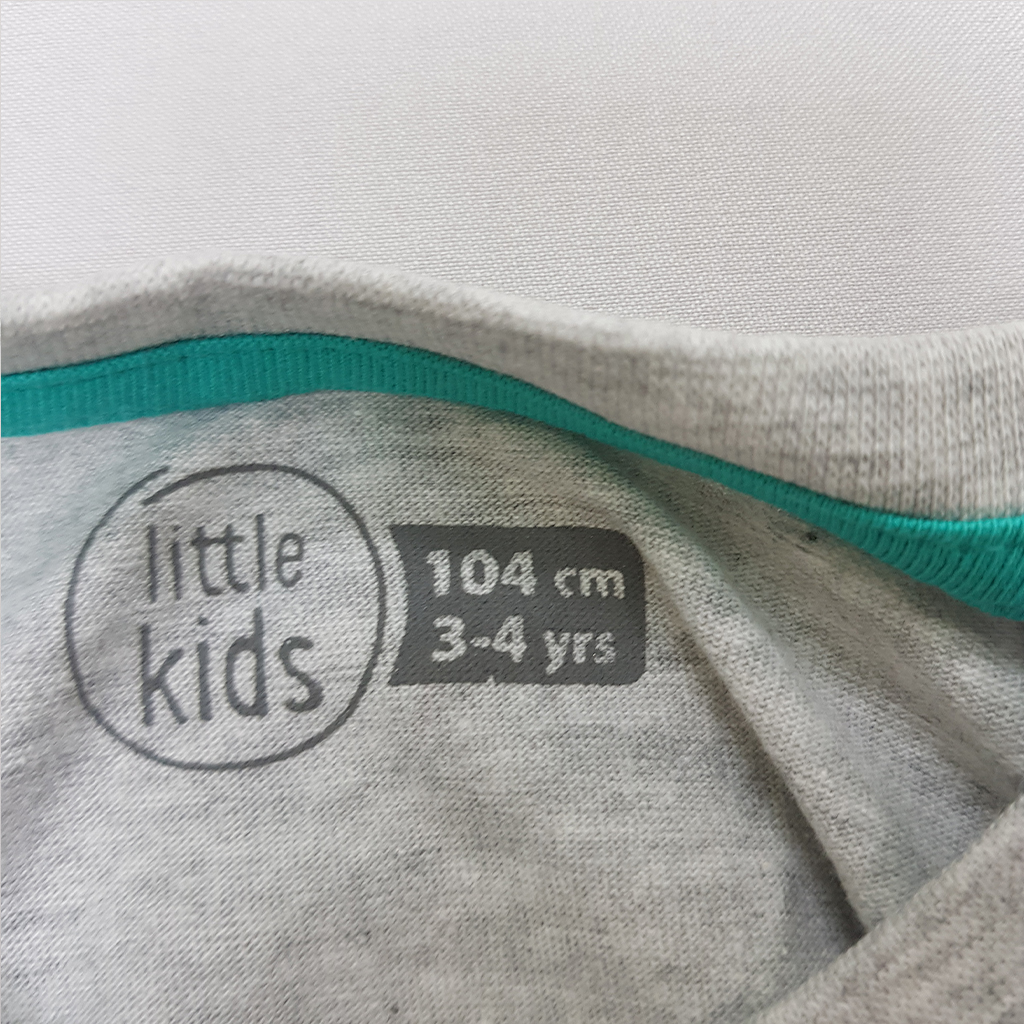 little
kids
104 cm
3-4 yrs